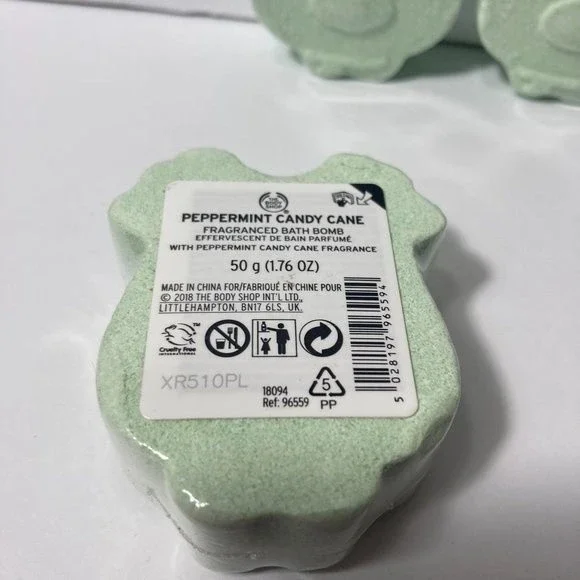 THE BODY SHOP
PEPPERMINT CANDY CANE
FRAGRANCED BATH BOMB
EFFERVESCENT DE BAIN PARFUMÉ
WITH PEPPERMINT CANDY CANE FRAGRANCE
50 g (1.76 OZ)
MADE IN CHINA FOR/FABRIQUÉ EN CHINE POUR
© 2018 THE BODY SHOP INT'L LTD.,
LITTLEHAMPTON, BN17 6LS, UK.
Cruelty Free
INTERNATIONAL
XR510PL
18094
Ref: 96559
5
PP
5 028197 965594